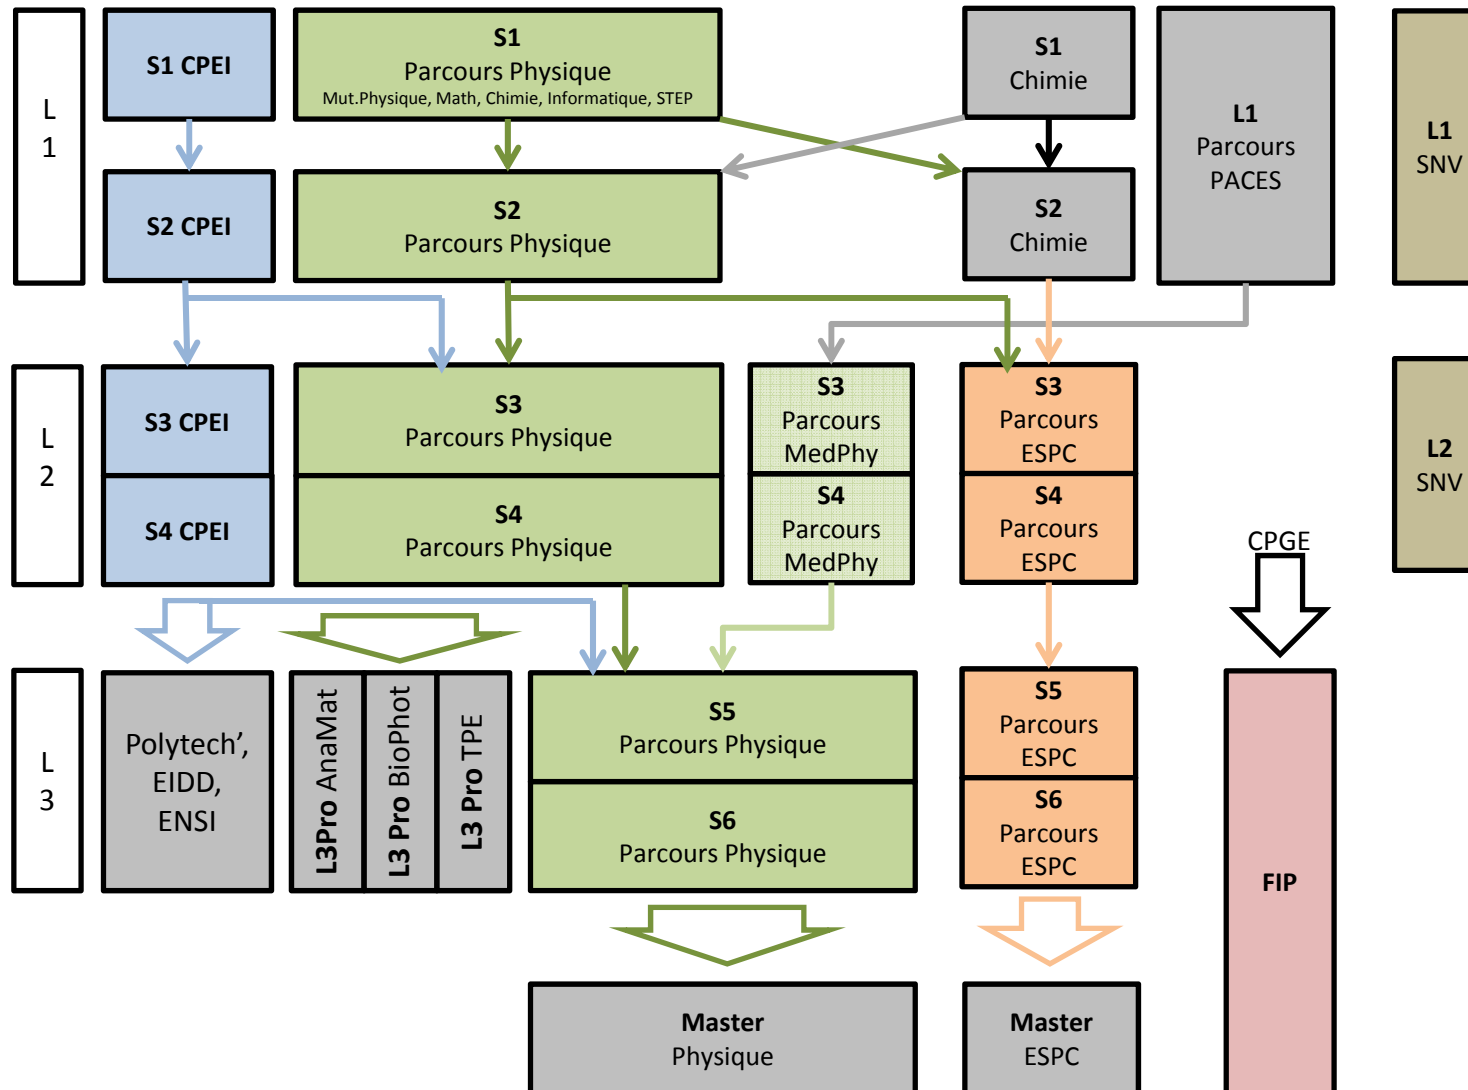 L
1
S1 CPEI
S1
Parcours Physique
Mut.Physique, Math, Chimie, Informatique, STEP
S1
Chimie
L1
Parcours
PACES
L1
SNV
S2 CPEI
S2
Parcours Physique
S2
Chimie
L
2
S3 CPEI
S3
Parcours Physique
S3
Parcours
MedPhy
S3
Parcours
ESPC
L2
SNV
S4 CPEI
S4
Parcours Physique
S4
Parcours
MedPhy
S4
Parcours
ESPC
CPGE
L
3
Polytech’,
EIDD,
ENSI
L3Pro AnaMat
L3 Pro BioPhot
L3 Pro TPE
S5
Parcours Physique
S5
Parcours
ESPC
S6
Parcours Physique
S6
Parcours
ESPC
FIP
Master
Physique
Master
ESPC